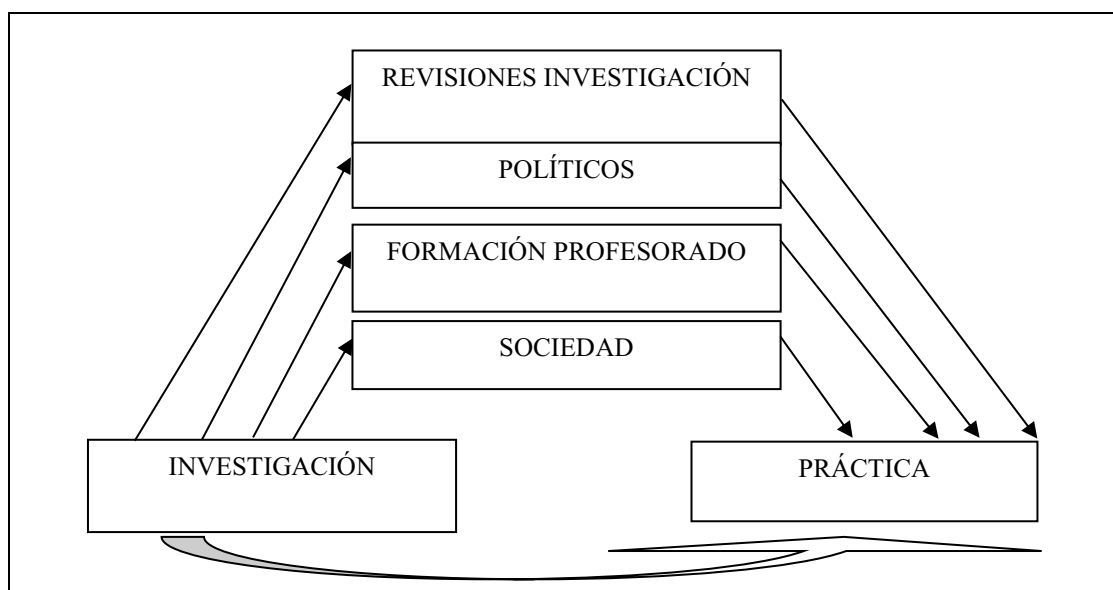 REVISIONES INVESTIGACIÓN
POLÍTICOS
FORMACIÓN PROFESORADO
SOCIEDAD
INVESTIGACIÓN
PRÁCTICA